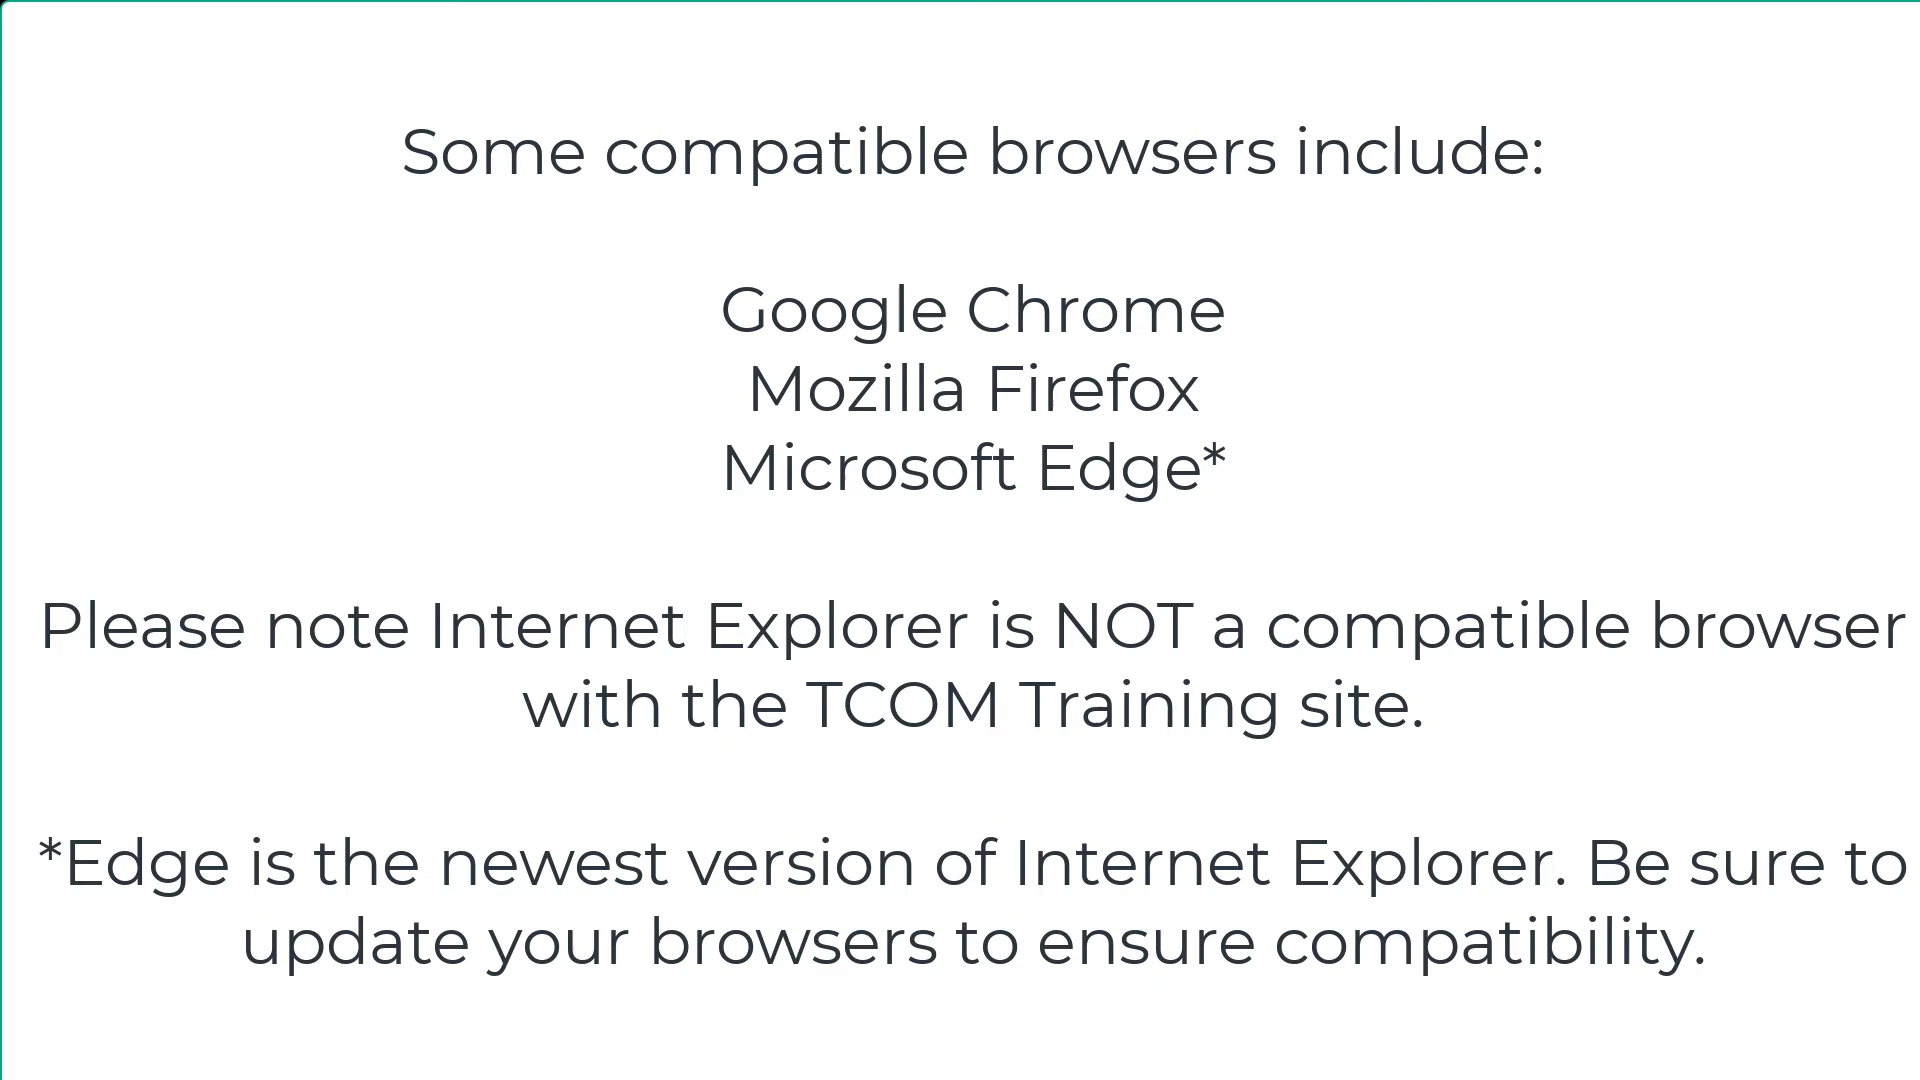 Some compatible browsers include:
Google Chrome
Mozilla Firefox
Microsoft Edge*
Please note Internet Explorer is NOT a compatible browser
with the TCOM Training site.
*Edge is the newest version of Internet Explorer. Be sure to
update your browsers to ensure compatibility.